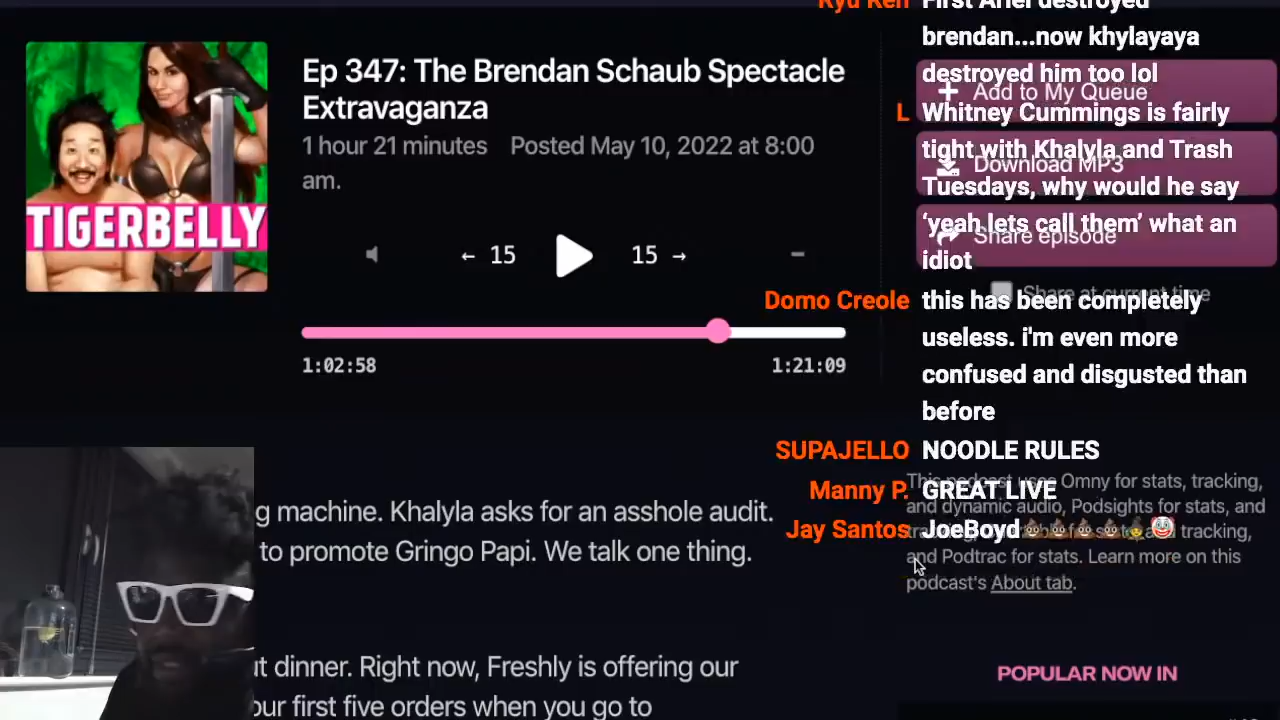 TIGERBELLY
Ep 347: The Brendan Schaub Spectacle
Extravaganza
1 hour 21 minutes Posted May 10, 2022 at 8:00
am.
← 15
15 →
1:02:58
1:21:09
g machine. Khalyla asks for an asshole audit.
to promote Gringo Papi. We talk one thing.
t dinner. Right now, Freshly is offering our
our first five orders when you go to
Ryu Ken First Ariel destroyed
brendan...now khylayaya
destroyed him too lol
L Whitney Cummings is fairly
tight with Khalyla and Trash
Tuesdays, why would he say
‘yeah lets call them’ what an
idiot
Domo Creole this has been completely
useless. i'm even more
confused and disgusted than
before
SUPAJELLO NOODLE RULES
Manny P. GREAT LIVE
Jay Santos JoeBoyd💩💩💩💩🤡
Add to My Queue
Download MP3
Share episode
Share at current time
This podcast uses Omny for stats, tracking,
and dynamic audio, Podsights for stats, and
tracking,
and Podtrac for stats. Learn more on this
podcast's About tab.
POPULAR NOW IN